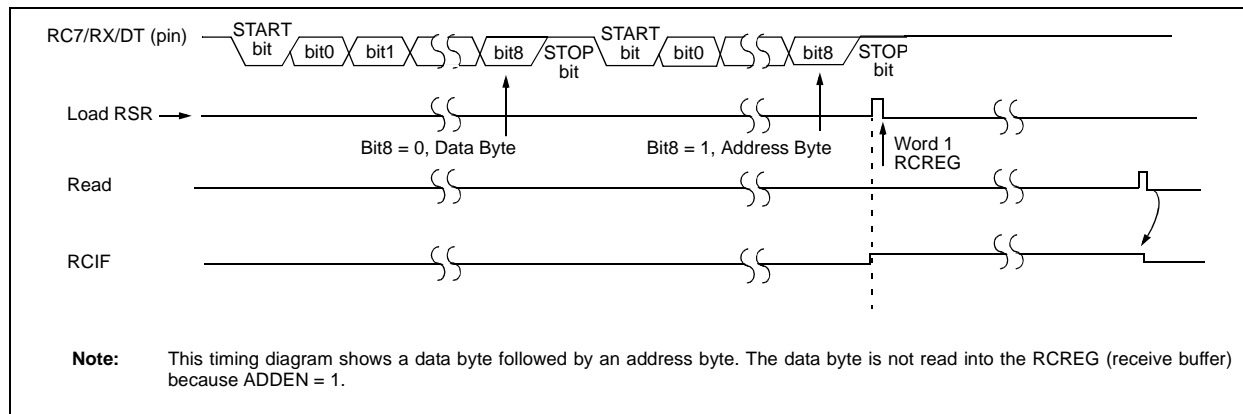 RC7/RX/DT (pin)
START
bit
bit0
bit1
bit8
STOP
bit
START
bit
bit0
bit8
STOP
bit
Load RSR
Bit8 = 0, Data Byte
Bit8 = 1, Address Byte
Word 1
RCREG
Read
RCIF
Note: This timing diagram shows a data byte followed by an address byte. The data byte is not read into the RCREG (receive buffer)
because ADDEN = 1.